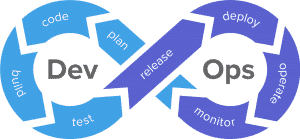 code
deploy
plan
release
Dev
Ops
build
operate
test
monitor